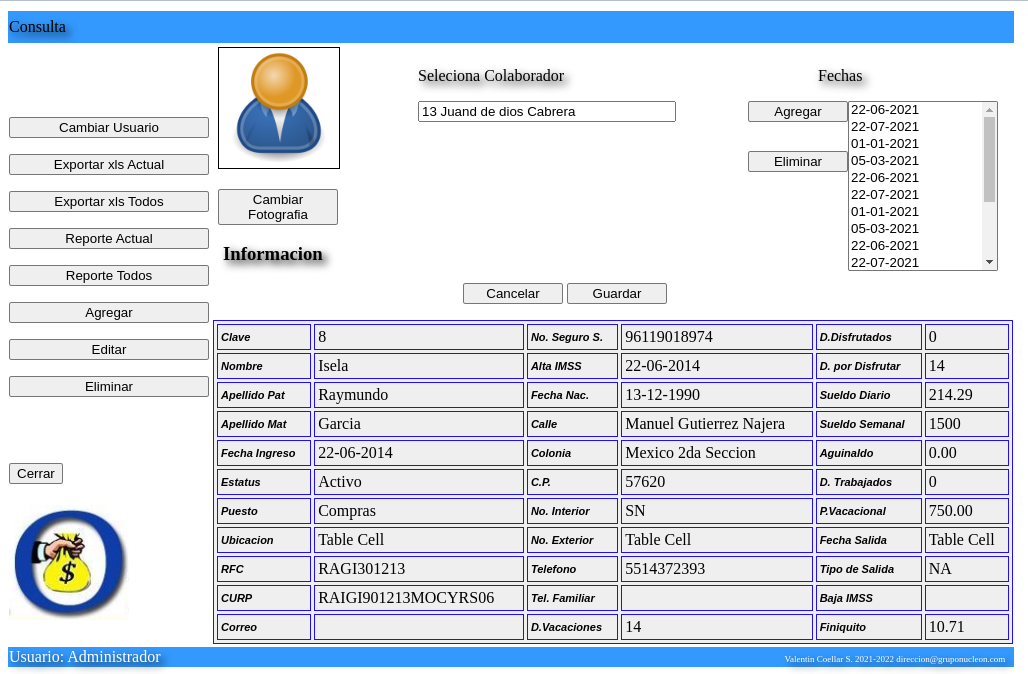 Consulta
Seleciona Colaborador
Fechas
13 Juand de dios Cabrera
Agregar
Eliminar
22-06-2021
22-07-2021
01-01-2021
05-03-2021
22-06-2021
22-07-2021
01-01-2021
05-03-2021
22-06-2021
22-07-2021
Cambiar Usuario
Exportar xls Actual
Exportar xls Todos
Reporte Actual
Reporte Todos
Agregar
Editar
Eliminar
Cerrar
$
Cambiar
Fotografia
Informacion
Cancelar Guardar
Clave 8 No. Seguro S. 96119018974 D.Disfrutados 0
Nombre Isela Alta IMSS 22-06-2014 D. por Disfrutar 14
Apellido Pat Raymundo Fecha Nac. 13-12-1990 Sueldo Diario 214.29
Apellido Mat Garcia Calle Manuel Gutierrez Najera Sueldo Semanal 1500
Fecha Ingreso 22-06-2014 Colonia Mexico 2da Seccion Aguinaldo 0.00
Estatus Activo C.P. 57620 D. Trabajados 0
Puesto Compras No. Interior SN P.Vacacional 750.00
Ubicacion Table Cell No. Exterior Table Cell Fecha Salida Table Cell
RFC RAGI301213 Telefono 5514372393 Tipo de Salida NA
CURP RAIGI901213MOCYRS06 Tel. Familiar Baja IMSS
Correo D.Vacaciones 14 Finiquito 10.71
Usuario: Administrador
Valentin Coellar S. 2021-2022 direccion@gruponucleon.com